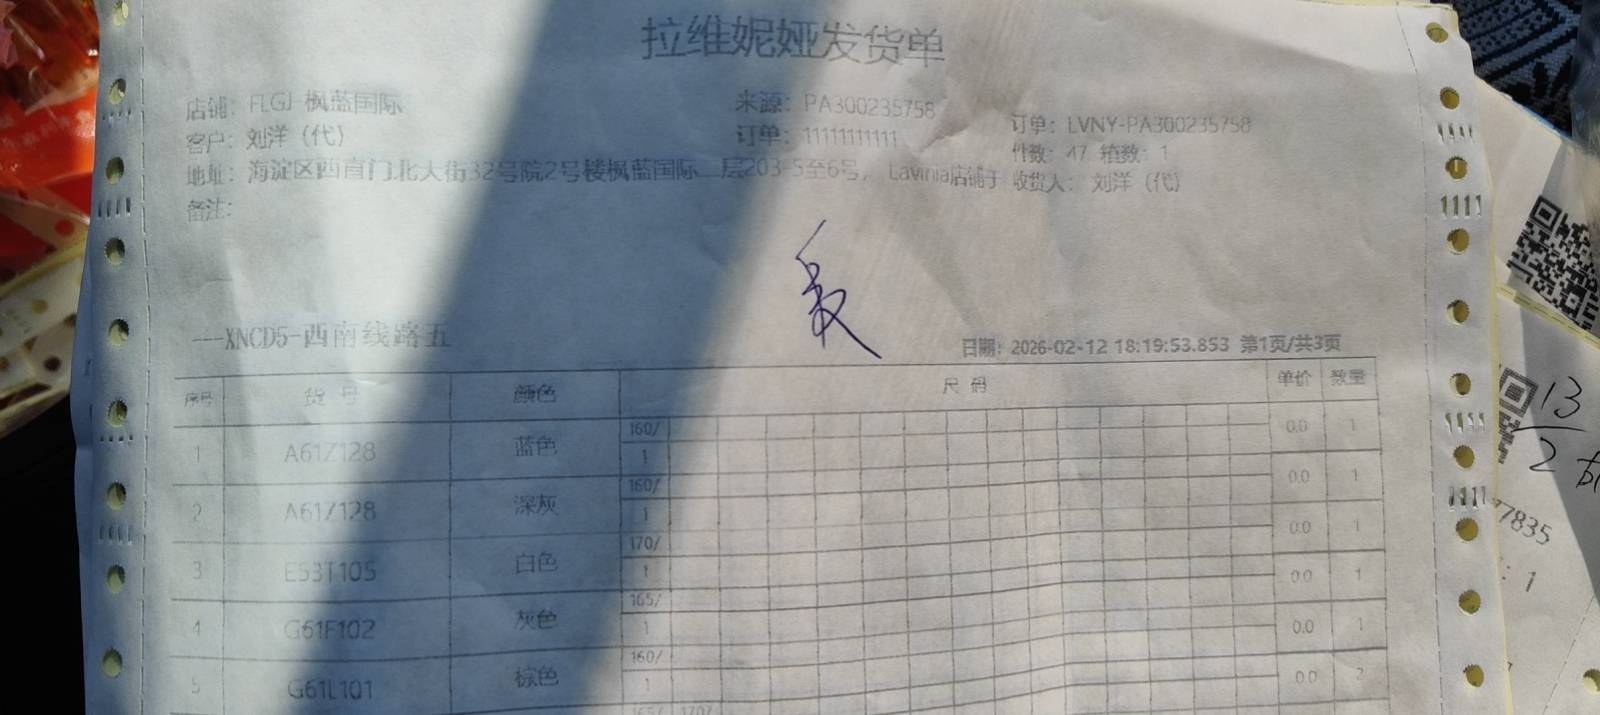 拉维妮娅发货单
店铺: FLGJ-枫蓝国际 来源: PA300235758
客户: 刘洋（代） 订单: 11111111111 订单: LVNY-PA300235758
件数: 47 箱数: 1
地址: 海淀区西直门北大街32号院2号楼枫蓝国际二层203-5至6号， Lavinia店铺于 收货人: 刘洋（代）
备注:
---XNCD5-西南线路五 日期: 2026-02-12 18:19:53.853 第1页/共3页
序号 货号 颜色 尺码 单价 数量
1 A61Z128 蓝色 160/ 1 0.0 1
2 A61Z128 深灰 160/ 1 0.0 1
3 E53T105 白色 170/ 1 0.0 1
4 G61F102 灰色 165/ 1 0.0 1
5 G61L101 棕色 160/ 1 0.0 1
165/ 170/ 0.0 2
13
2
77835
: 1